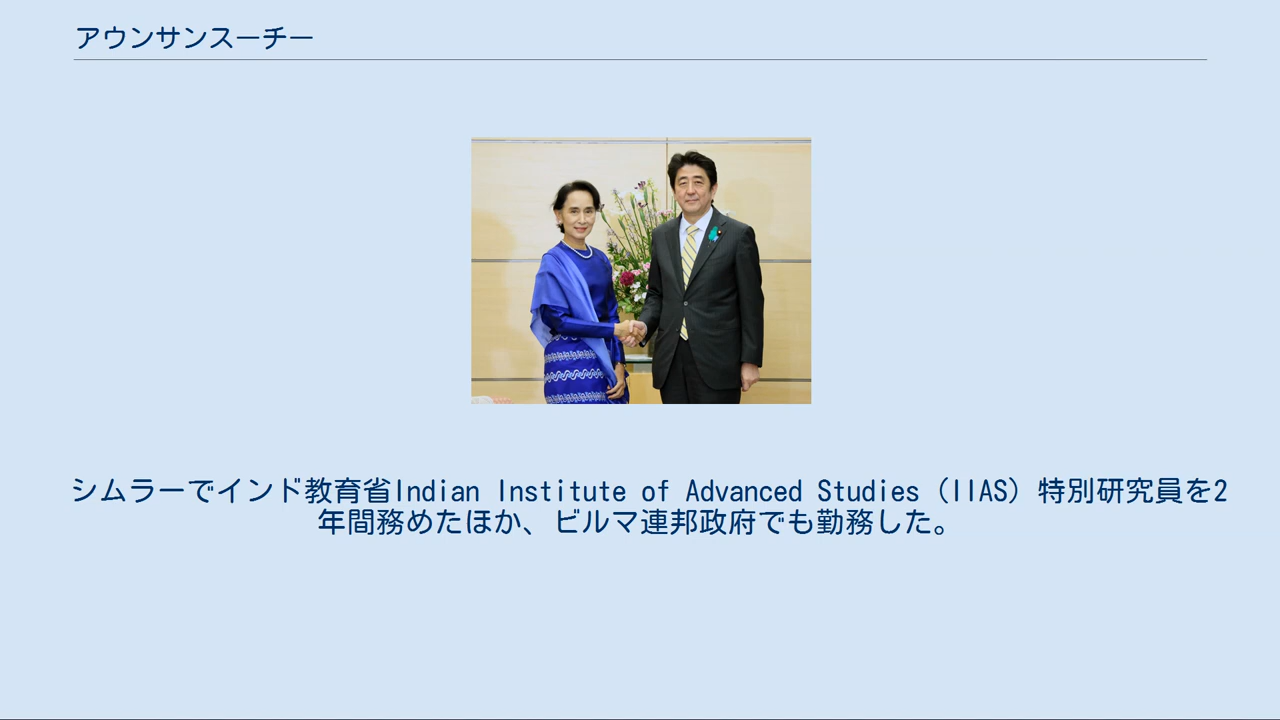 アウンサンスーチー
シムラーでインド教育省Indian Institute of Advanced Studies（IIAS）特別研究員を2
年間務めたほか、ビルマ連邦政府でも勤務した。